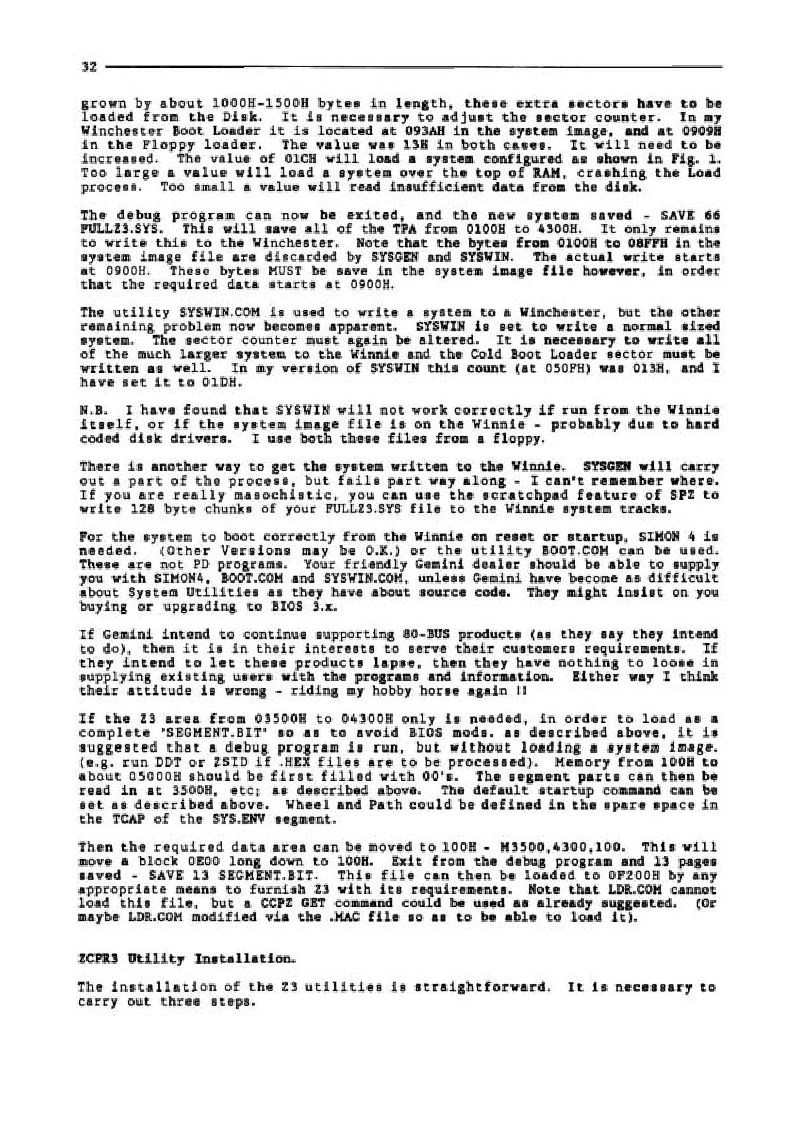 32
grown by about 1000H-1500H bytes in length, these extra sectors have to be
loaded from the Disk. It is necessary to adjust the sector counter. In my
Winchester Boot Loader it is located at 093AH in the system image, and at 0909H
in the Floppy loader. The value was 13H in both cases. It will need to be
increased. The value of 01CH will load a system configured as shown in Fig. 1.
Too large a value will load a system over the top of RAM, crashing the Load
process. Too small a value will read insufficient data from the disk.
The debug program can now be exited, and the new system saved - SAVE 66
FULLZ3.SYS. This will save all of the TPA from 0100H to 4300H. It only remains
to write this to the Winchester. Note that the bytes from 0100H to 08FFH in the
system image file are discarded by SYSGEN and SYSWIN. The actual write starts
at 0900H. These bytes MUST be save in the system image file however, in order
that the required data starts at 0900H.
The utility SYSWIN.COM is used to write a system to a Winchester, but the other
remaining problem now becomes apparent. SYSWIN is set to write a normal sized
system. The sector counter must again be altered. It is necessary to write all
of the much larger system to the Winnie and the Cold Boot Loader sector must be
written as well. In my version of SYSWIN this count (at 050FH) was 013H, and I
have set it to 01DH.
N.B. I have found that SYSWIN will not work correctly if run from the Winnie
itself, or if the system image file is on the Winnie - probably due to hard
coded disk drivers. I use both these files from a floppy.
There is another way to get the system written to the Winnie. SYSGEN will carry
out a part of the process, but fails part way along - I can't remember where.
If you are really masochistic, you can use the scratchpad feature of SPZ to
write 128 byte chunks of your FULLZ3.SYS file to the Winnie system tracks.
For the system to boot correctly from the Winnie on reset or startup, SIMON 4 is
needed. (Other Versions may be O.K.) or the utility BOOT.COM can be used.
These are not PD programs. Your friendly Gemini dealer should be able to supply
you with SIMON4, BOOT.COM and SYSWIN.COM, unless Gemini have become as difficult
about System Utilities as they have about source code. They might insist on you
buying or upgrading to BIOS 3.x.
If Gemini intend to continue supporting 80-BUS products (as they say they intend
to do), then it is in their interests to serve their customers requirements. If
they intend to let these products lapse, then they have nothing to loose in
supplying existing users with the programs and information. Either way I think
their attitude is wrong - riding my hobby horse again !!
If the Z3 area from 03500H to 04300H only is needed, in order to load as a
complete 'SEGMENT.BIT' so as to avoid BIOS mods. as described above, it is
suggested that a debug program is run, but without loading a system image.
(e.g. run DDT or ZSID if .HEX files are to be processed). Memory from 100H to
about 05000H should be first filled with 00's. The segment parts can then be
read in at 3500H, etc; as described above. The default startup command can be
set as described above. Wheel and Path could be defined in the spare space in
the TCAP of the SYS.ENV segment.
Then the required data area can be moved to 100H - M3500,4300,100. This will
move a block 0E00 long down to 100H. Exit from the debug program and 13 pages
saved - SAVE 13 SEGMENT.BIT. This file can then be loaded to 0F200H by any
appropriate means to furnish Z3 with its requirements. Note that LDR.COM cannot
load this file, but a CCPZ GET command could be used as already suggested. (Or
maybe LDR.COM modified via the .MAC file so as to be able to load it).
ZCPR3 Utility Installation.
The installation of the Z3 utilities is straightforward. It is necessary to
carry out three steps.